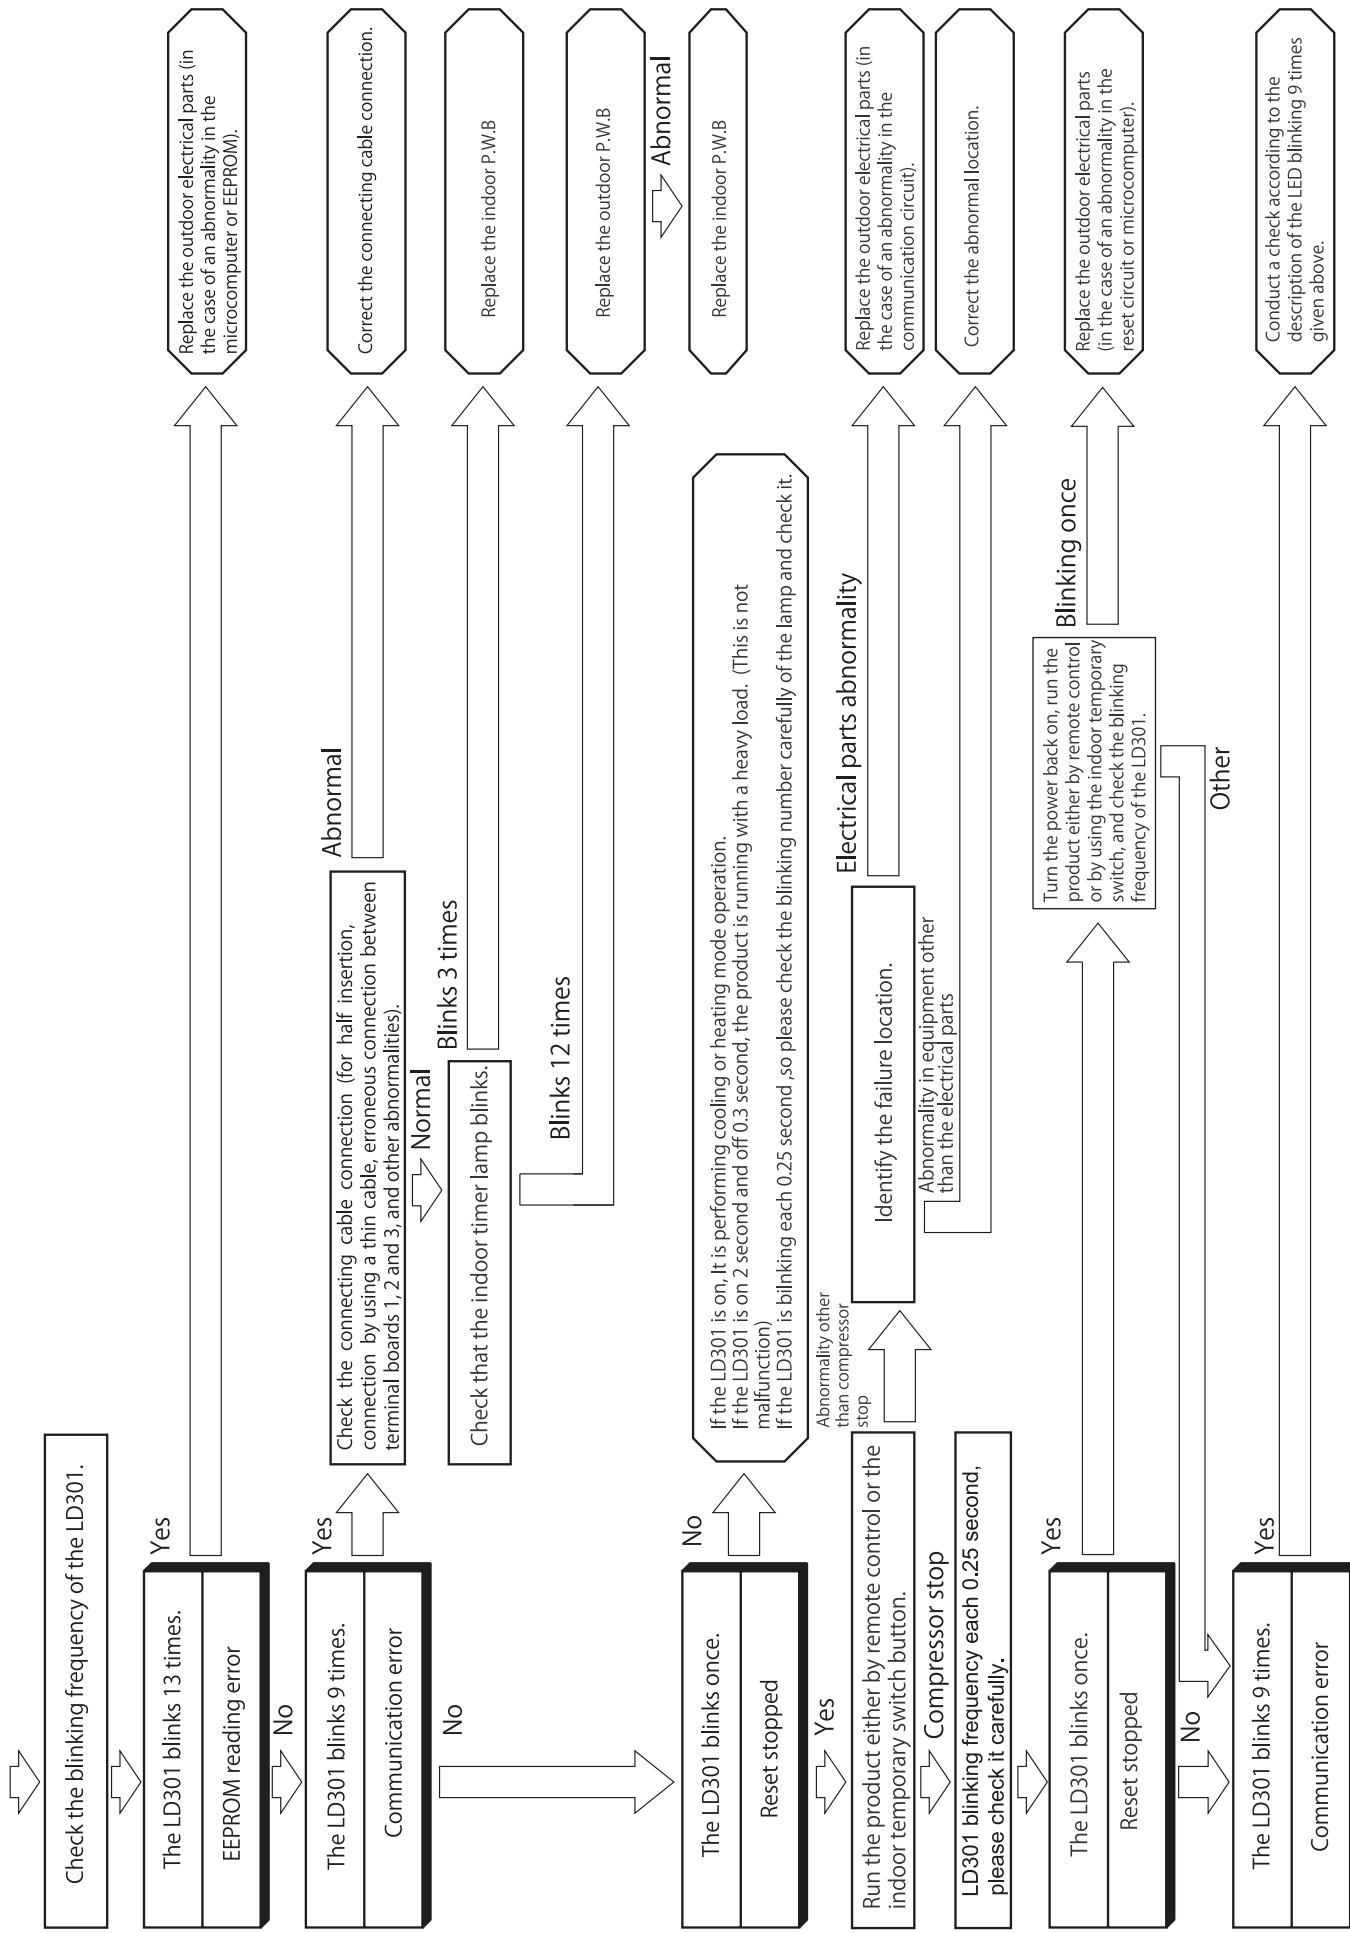 Check the blinking frequency of the LD301.
The LD301 blinks 13 times.
EEPROM reading error
Yes
Replace the outdoor electrical parts (in
the case of an abnormality in the
microcomputer or EEPROM).
No
The LD301 blinks 9 times.
Communication error
Yes
Check the connecting cable connection (for half insertion,
connection by using a thin cable, erroneous connection between
terminal boards 1, 2 and 3, and other abnormalities).
Abnormal
Correct the connecting cable connection.
Normal
Check that the indoor timer lamp blinks.
Blinks 3 times
Replace the indoor P.W.B
Blinks 12 times
Replace the outdoor P.W.B
Abnormal
Replace the indoor P.W.B
No
The LD301 blinks once.
Reset stopped
No
If the LD301 is on, It is performing cooling or heating mode operation.
If the LD301 is on 2 second and off 0.3 second, the product is running with a heavy load. (This is not
malfunction)
If the LD301 is bilnking each 0.25 second ,so please check the blinking number carefully of the lamp and check it.
Yes
Run the product either by remote control or the
indoor temporary switch button.
Abnormality other
than compressor
stop
Identify the failure location.
Electrical parts abnormality
Replace the outdoor electrical parts (in
the case of an abnormality in the
communication circuit).
Abnormality in equipment other
than the electrical parts
Correct the abnormal location.
Compressor stop
LD301 blinking frequency each 0.25 second,
please check it carefully.
The LD301 blinks once.
Reset stopped
Yes
Turn the power back on, run the
product either by remote control
or by using the indoor temporary
switch, and check the blinking
frequency of the LD301.
Blinking once
Replace the outdoor electrical parts
(in the case of an abnormality in the
reset circuit or microcomputer).
Other
No
The LD301 blinks 9 times.
Communication error
Yes
Conduct a check according to the
description of the LED blinking 9 times
given above.